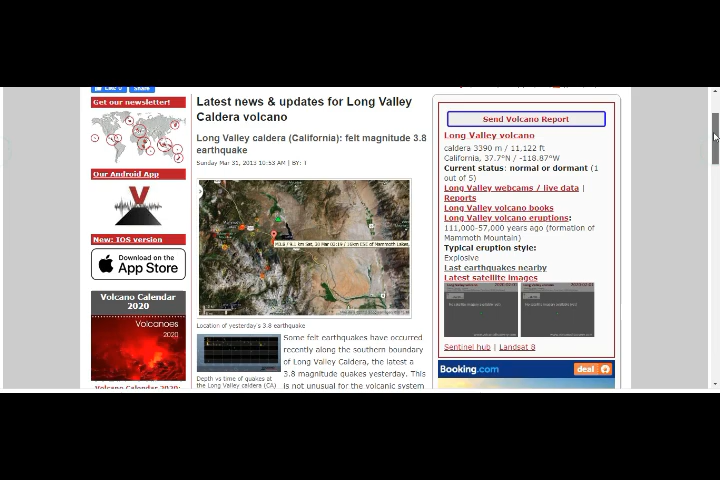 Share
Get our newsletter!
Our Android App
New: IOS version
Download on the
App Store
Volcano Calendar
2020
Volcanoes
2020
Volcano Calendar 2020:
Latest news & updates for Long Valley
Caldera volcano
Long Valley caldera (California): felt magnitude 3.8
earthquake
Sunday Mar 31, 2013 10:53 AM | BY: T
Location of yesterday's 3.8 earthquake
Depth vs time of quakes at
the Long Valley caldera (CA)
Some felt earthquakes have occurred
recently along the southern boundary
of Long Valley Caldera, the latest a
3.8 magnitude quakes yesterday. This
is not unusual for the volcanic system
Send Volcano Report
Long Valley volcano
caldera 3390 m / 11,122 ft
California, 37.7°N / -118.87°W
Current status: normal or dormant (1
out of 5)
Long Valley webcams / live data |
Reports
Long Valley volcano books
Long Valley volcano eruptions:
111,000-57,000 years ago (formation of
Mammoth Mountain)
Typical eruption style:
Explosive
Last earthquakes nearby
Latest satellite images
Sentinel hub | Landsat 8
Booking.com
deal